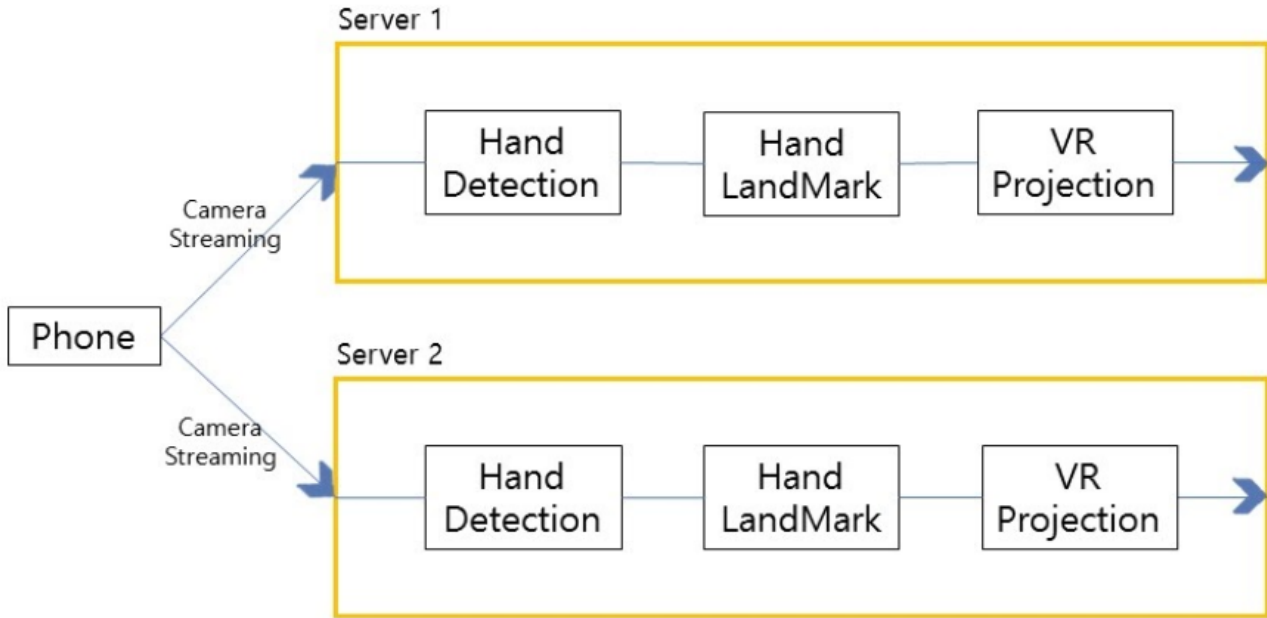 Server 1
Hand
Detection
Hand
LandMark
VR
Projection
Camera
Streaming
Phone
Server 2
Camera
Streaming
Hand
Detection
Hand
LandMark
VR
Projection